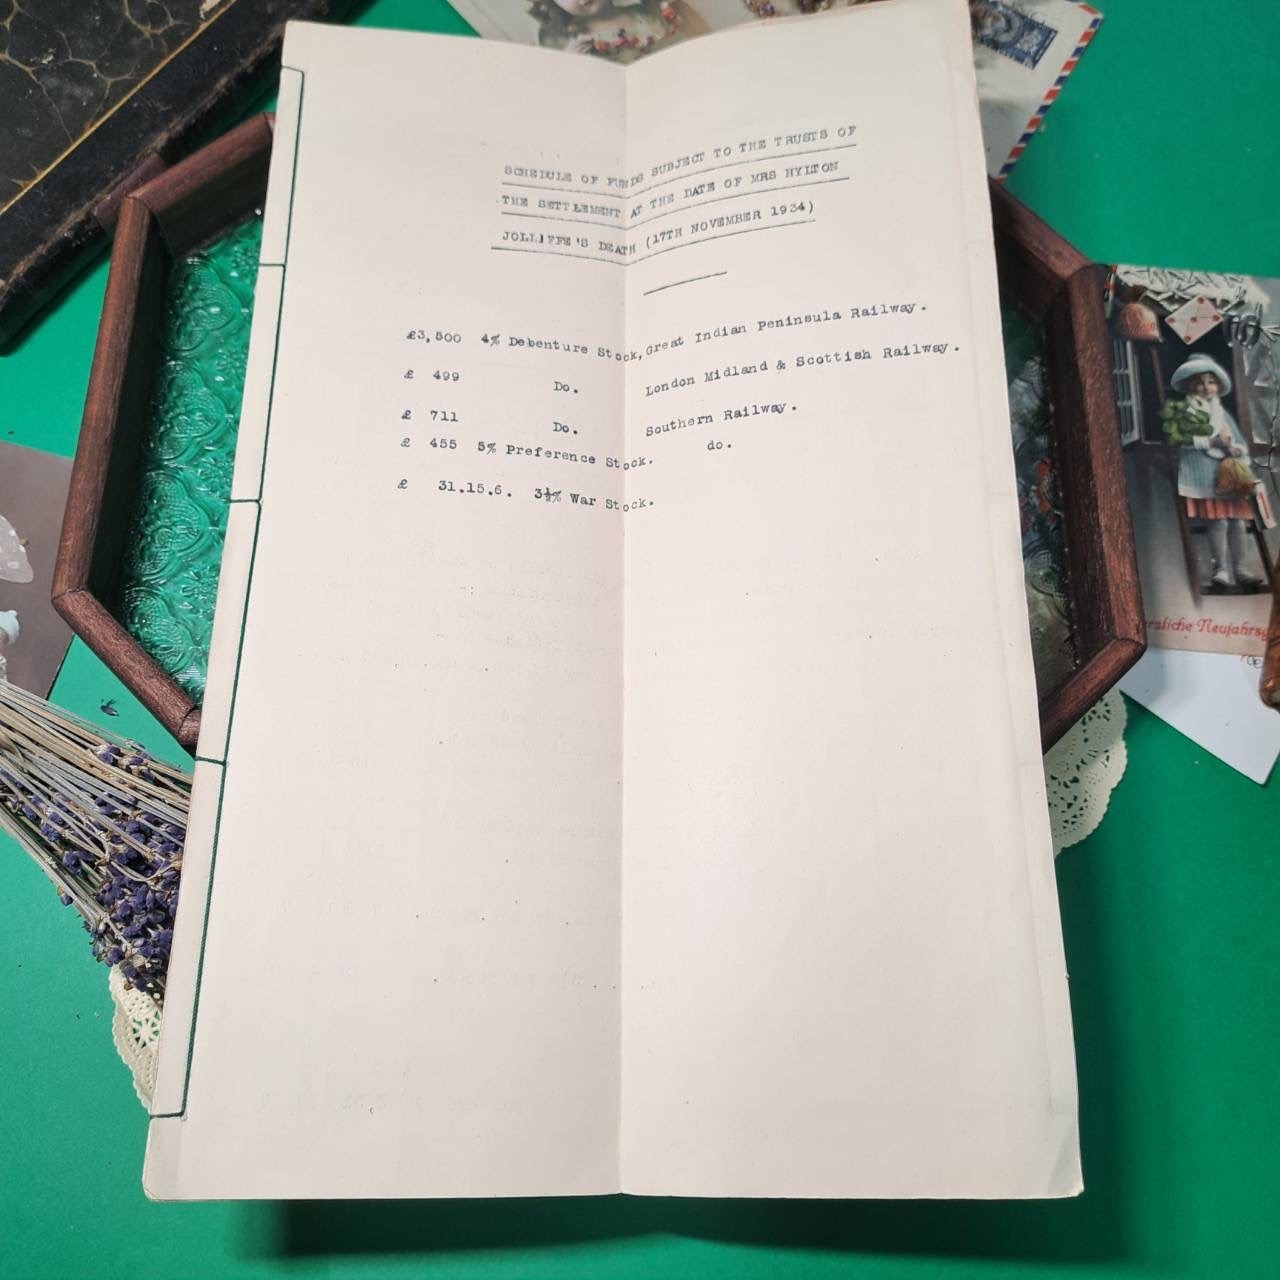 SCHEDULE OF FUNDS SUBJECT TO THE TRUSTS OF
THE SETTLEMENT AT THE DATE OF MRS HYLTON
JOLLIFFE'S DEATH (17TH NOVEMBER 1934)
£3,500 4% Debenture Stock, Great Indian Peninsula Railway.
£ 499 Do. London Midland & Scottish Railway.
£ 711 Do. Southern Railway.
£ 455 5% Preference Stock. do.
£ 31.15.6. 3½% War Stock.
Neujahrs